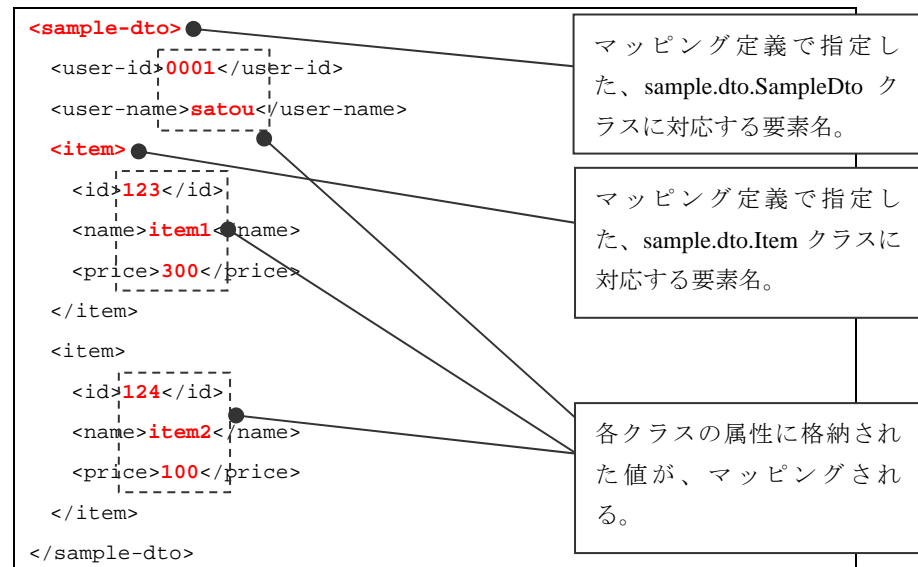 <sample-dto>
<user-id>0001</user-id>
<user-name>satou</user-name>
<item>
<id>123</id>
<name>item1</name>
<price>300</price>
</item>
<item>
<id>124</id>
<name>item2</name>
<price>100</price>
</item>
</sample-dto>
マッピング定義で指定し
た、sample.dto.SampleDto ク
ラスに対応する要素名。
マッピング定義で指定し
た、sample.dto.Item クラスに
対応する要素名。
各クラスの属性に格納され
た値が、マッピングされ
る。